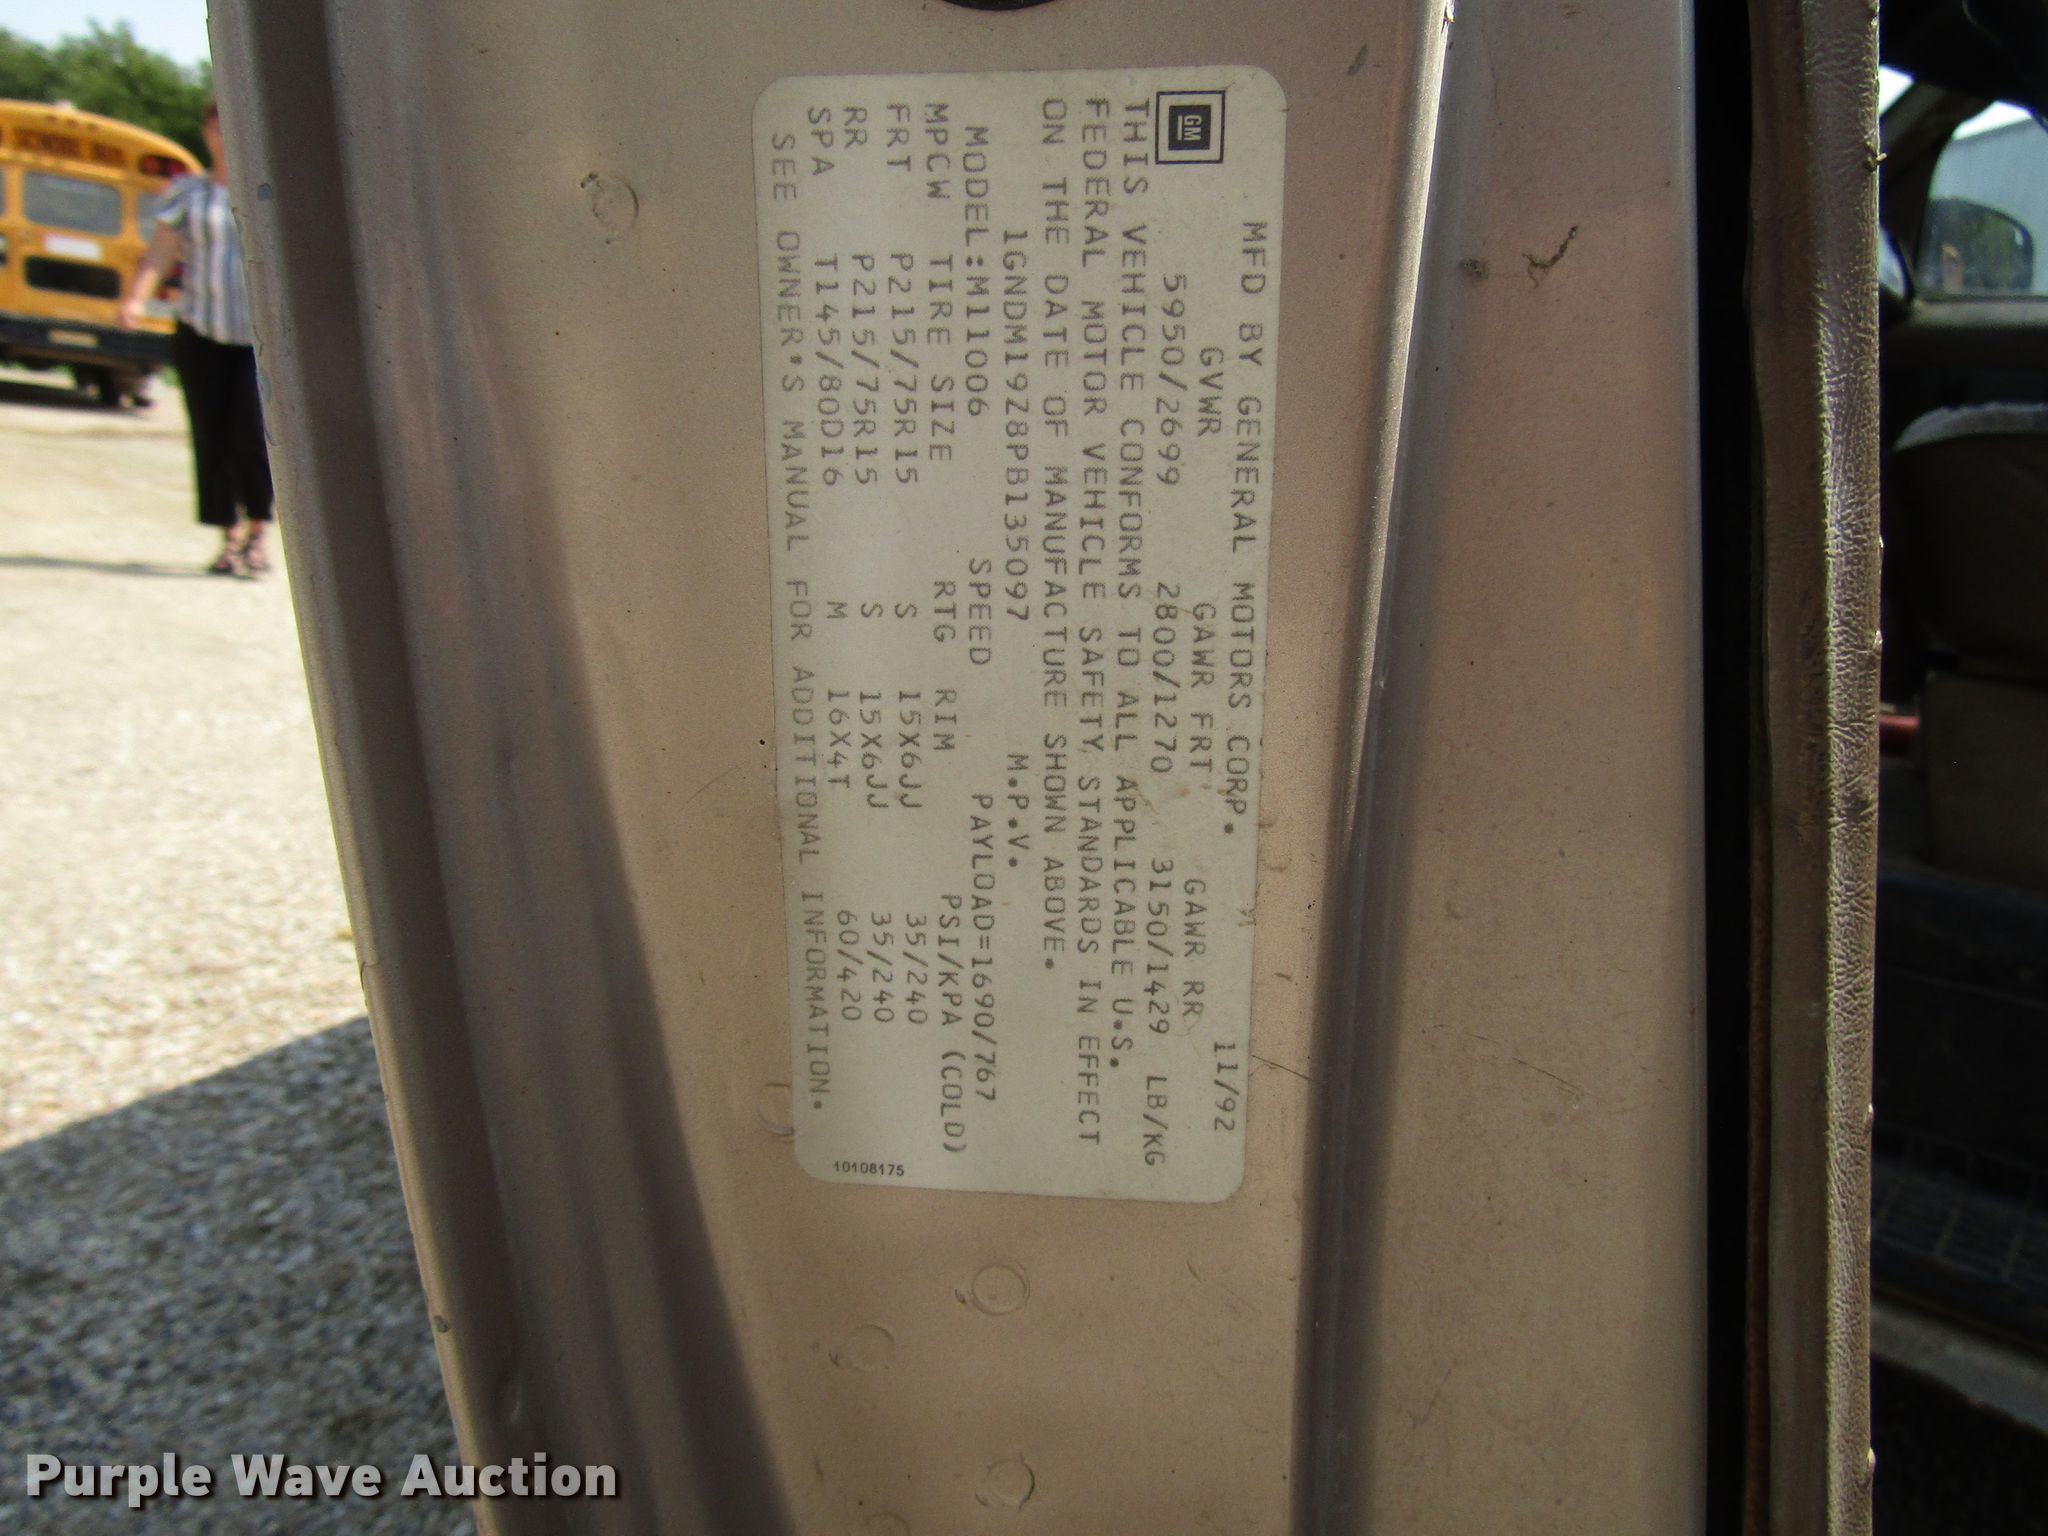 GM
MFD BY GENERAL MOTORS CORP. 11/92
GVWR GAWR FRT GAWR RR
5950/2699 2800/1270 3150/1429 LB/KG
THIS VEHICLE CONFORMS TO ALL APPLICABLE U.S.
FEDERAL MOTOR VEHICLE SAFETY STANDARDS IN EFFECT
ON THE DATE OF MANUFACTURE SHOWN ABOVE.
1GNDM19Z8PB135097 M.P.V.
MODEL:M11006 SPEED PAYLOAD=1690/767
MPCW TIRE SIZE RTG RIM PSI/KPA (COLD)
FRT P215/75R15 S 15X6JJ 35/240
RR P215/75R15 S 15X6JJ 35/240
SPA T145/80D16 M 16X4T 60/420
SEE OWNER'S MANUAL FOR ADDITIONAL INFORMATION.
10108175
SCHOOL BUS
Purple Wave Auction